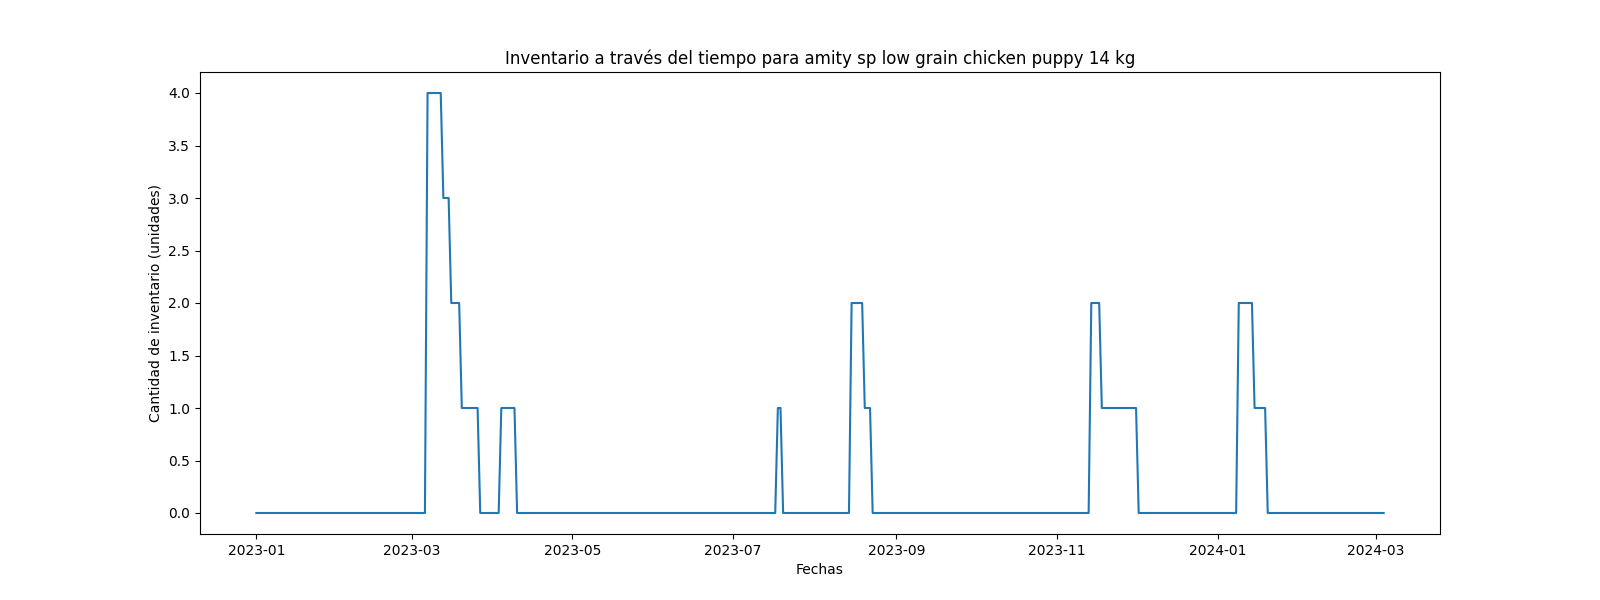 Inventario a través del tiempo para amity sp low grain chicken puppy 14 kg
Cantidad de inventario (unidades)
4.0
3.5
3.0
2.5
2.0
1.5
1.0
0.5
0.0
2023-01 2023-03 2023-05 2023-07 2023-09 2023-11 2024-01 2024-03
Fechas